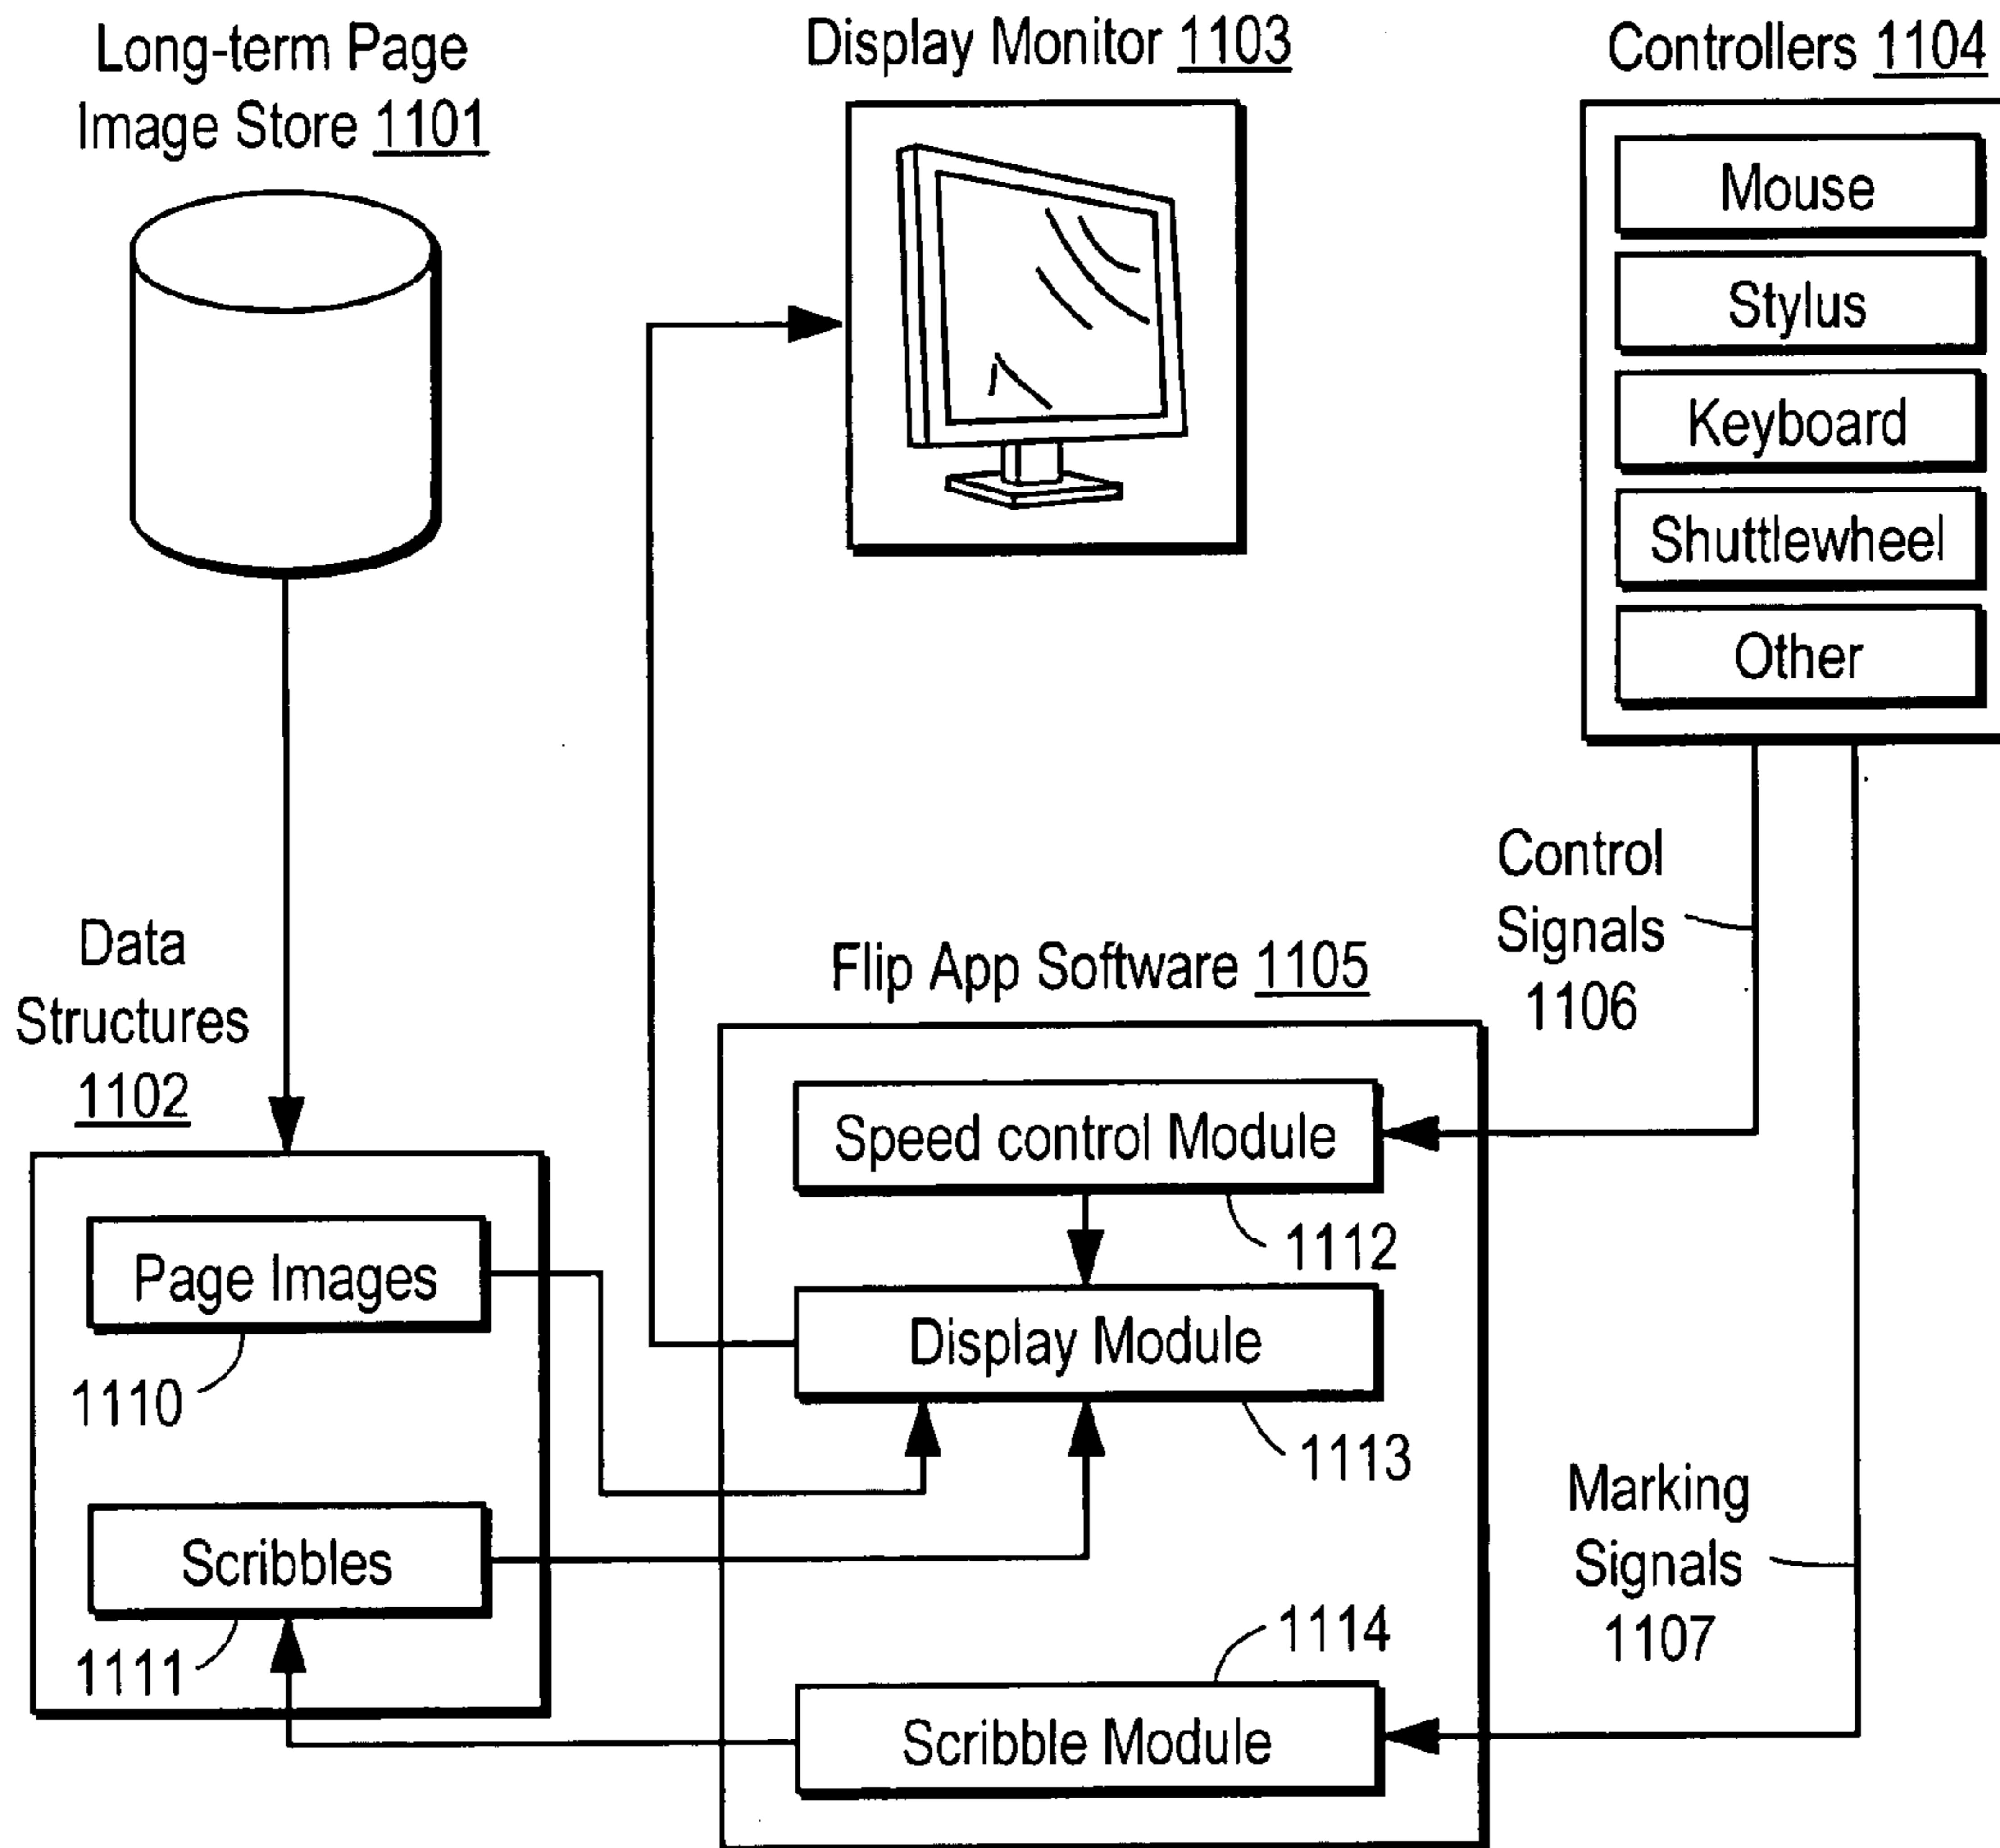 Long-term Page
Image Store 1101
Display Monitor 1103
Controllers 1104
Mouse
Stylus
Keyboard
Shuttlewheel
Other
Control
Signals
1106
Data
Structures
1102
Flip App Software 1105
Speed control Module
1112
Page Images
1110
Display Module
1113
Marking
Signals
1107
Scribbles
1111
1114
Scribble Module